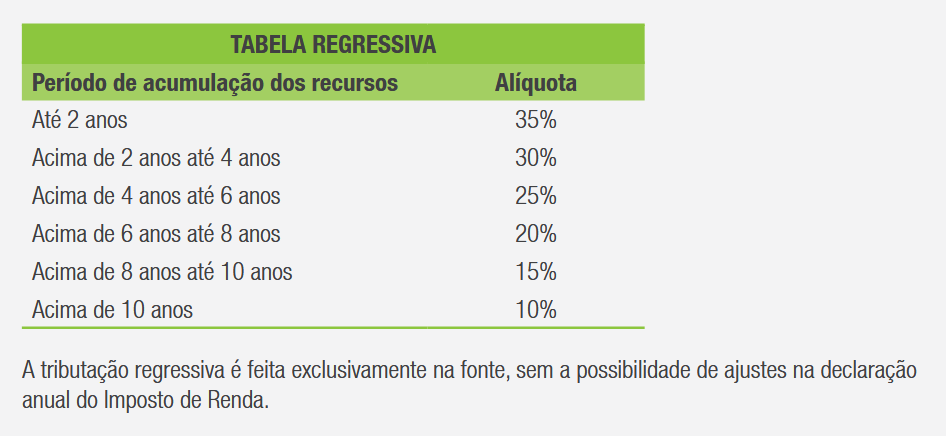 TABELA REGRESSIVA
Período de acumulação dos recursos Alíquota
Até 2 anos 35%
Acima de 2 anos até 4 anos 30%
Acima de 4 anos até 6 anos 25%
Acima de 6 anos até 8 anos 20%
Acima de 8 anos até 10 anos 15%
Acima de 10 anos 10%
A tributação regressiva é feita exclusivamente na fonte, sem a possibilidade de ajustes na declaração
anual do Imposto de Renda.